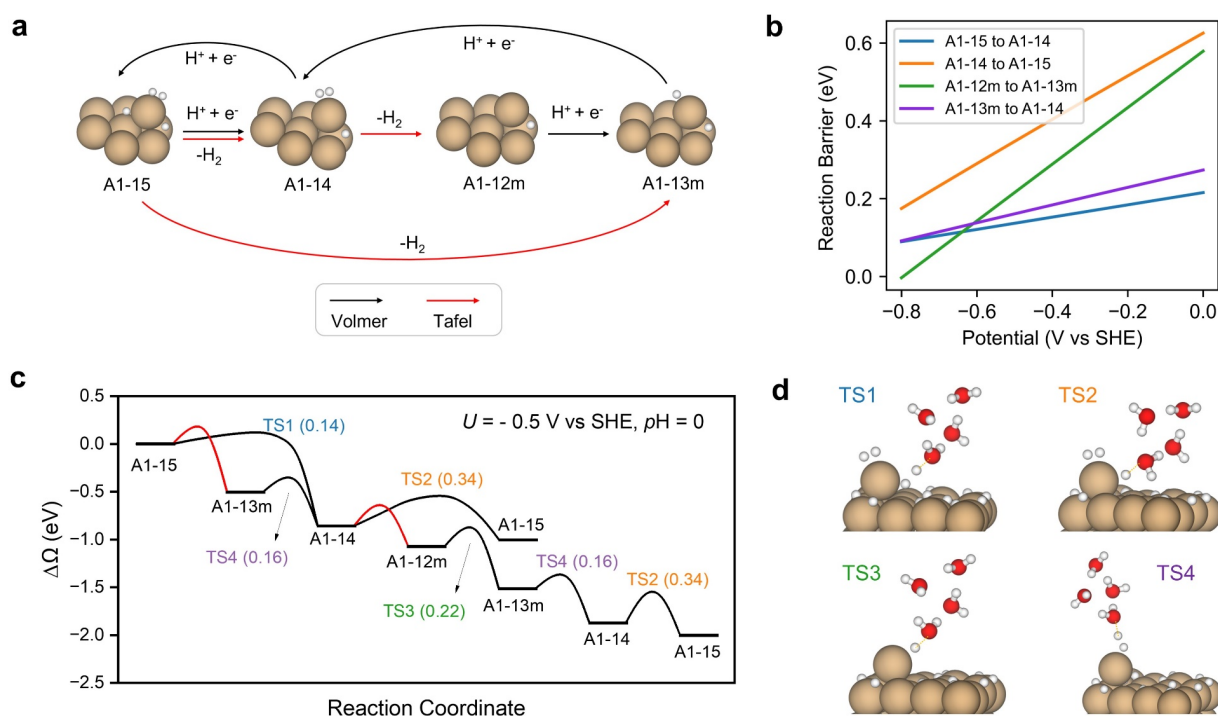 a
H⁺ + e⁻
H⁺ + e⁻
H⁺ + e⁻
-H₂
-H₂
H⁺ + e⁻
A1-15
A1-14
A1-12m
A1-13m
-H₂
Volmer
Tafel
b
A1-15 to A1-14
A1-14 to A1-15
A1-12m to A1-13m
A1-13m to A1-14
0.6
0.4
0.2
0.0
Reaction Barrier (eV)
−0.8
−0.6
−0.4
−0.2
0.0
Potential (V vs SHE)
c
0.5
0.0
−0.5
−1.0
−1.5
−2.0
−2.5
ΔΩ (eV)
U = - 0.5 V vs SHE, pH = 0
TS1 (0.14)
A1-15
A1-13m
TS4 (0.16)
A1-14
TS2 (0.34)
A1-15
A1-12m
TS3 (0.22)
TS4 (0.16)
A1-13m
TS2 (0.34)
A1-14
A1-15
Reaction Coordinate
d
TS1
TS2
TS3
TS4